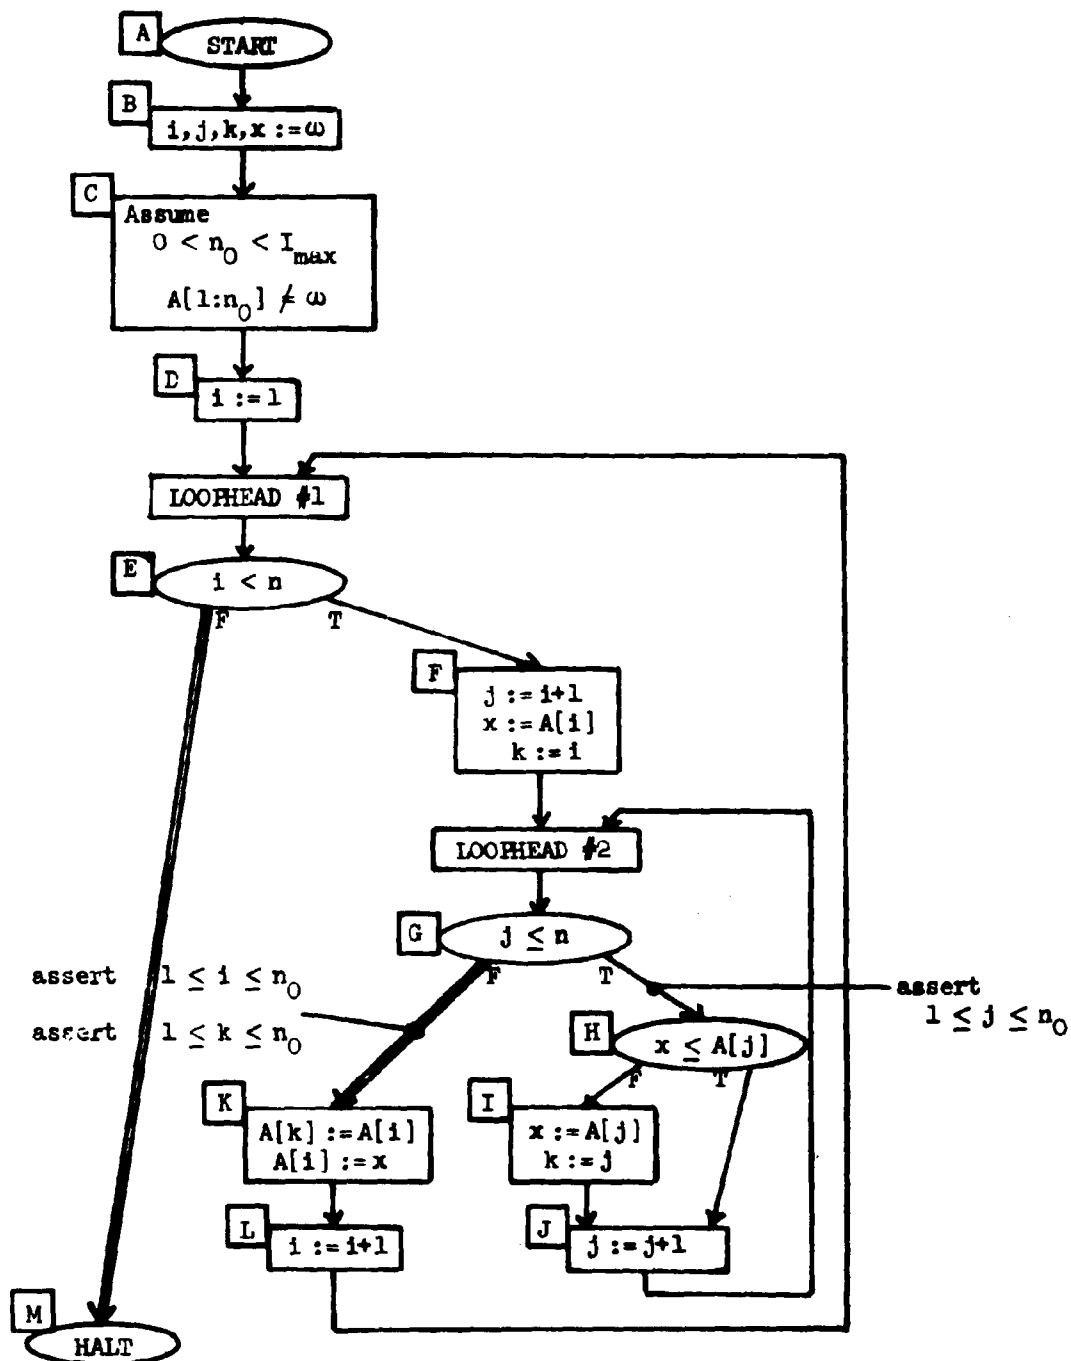 A
START
B
i,j,k,x := ω
C
Assume
0 < n₀ < I_max
A[1:n₀] ≠ ω
D
i := 1
LOOPHEAD #1
E
i < n
F
T
F
j := i+1
x := A[i]
k := i
LOOPHEAD #2
G
j ≤ n
F
T
assert 1 ≤ i ≤ n₀
assert 1 ≤ k ≤ n₀
assert
1 ≤ j ≤ n₀
H
x ≤ A[j]
F
T
K
A[k] := A[i]
A[i] := x
I
x := A[j]
k := j
L
i := i+1
J
j := j+1
M
HALT